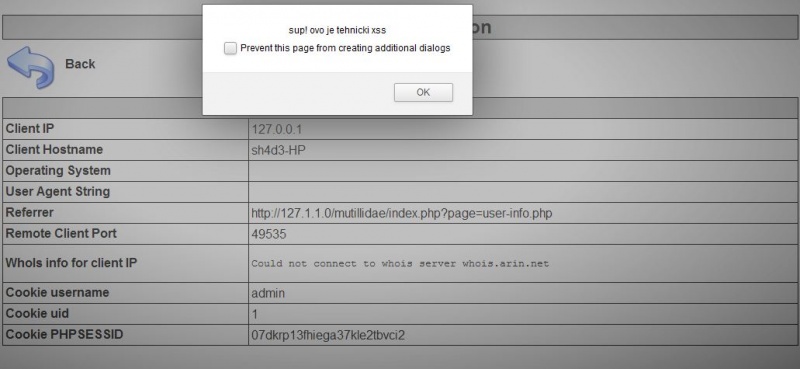 on
sup! ovo je tehnicki xss
Prevent this page from creating additional dialogs
OK
Back
Client IP 127.0.0.1
Client Hostname sh4d3-HP
Operating System
User Agent String
Referrer http://127.1.1.0/mutillidae/index.php?page=user-info.php
Remote Client Port 49535
WhoIs info for client IP Could not connect to whois server whois.arin.net
Cookie username admin
Cookie uid 1
Cookie PHPSESSID 07dkrp13fhiega37kle2tbvci2